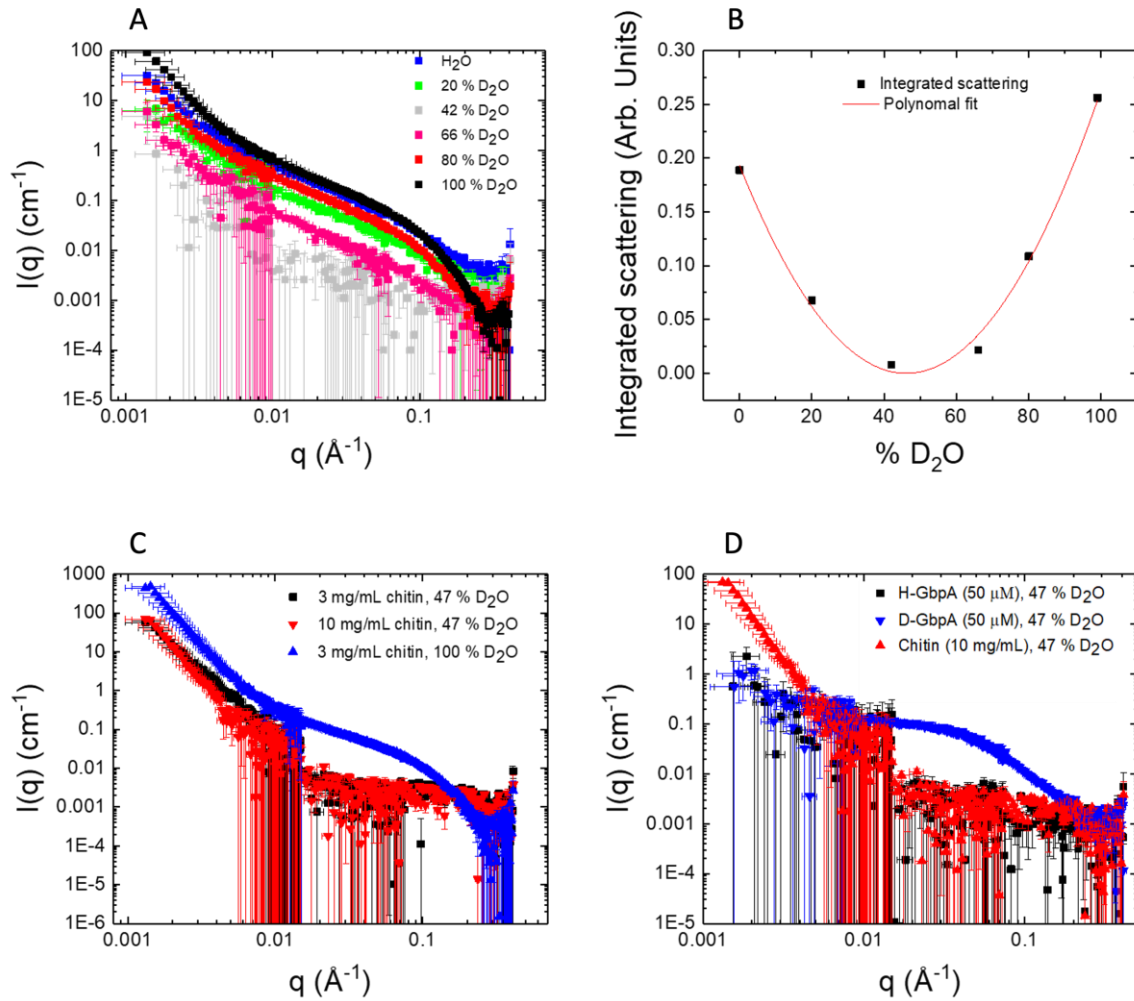 A
I(q) (cm⁻¹)
100
10
1
0.1
0.01
0.001
1E-4
1E-5
H₂O
20 % D₂O
42 % D₂O
66 % D₂O
80 % D₂O
100 % D₂O
0.001
0.01
0.1
q (Å⁻¹)
B
Integrated scattering (Arb. Units)
0.30
0.25
0.20
0.15
0.10
0.05
0.00
Integrated scattering
Polynomal fit
0
20
40
60
80
100
% D₂O
C
I(q) (cm⁻¹)
1000
100
10
1
0.1
0.01
0.001
1E-4
1E-5
1E-6
3 mg/mL chitin, 47 % D₂O
10 mg/mL chitin, 47 % D₂O
3 mg/mL chitin, 100 % D₂O
0.001
0.01
0.1
q (Å⁻¹)
D
I(q) (cm⁻¹)
100
10
1
0.1
0.01
0.001
1E-4
1E-5
H-GbpA (50 μM), 47 % D₂O
D-GbpA (50 μM), 47 % D₂O
Chitin (10 mg/mL), 47 % D₂O
0.001
0.01
0.1
q (Å⁻¹)